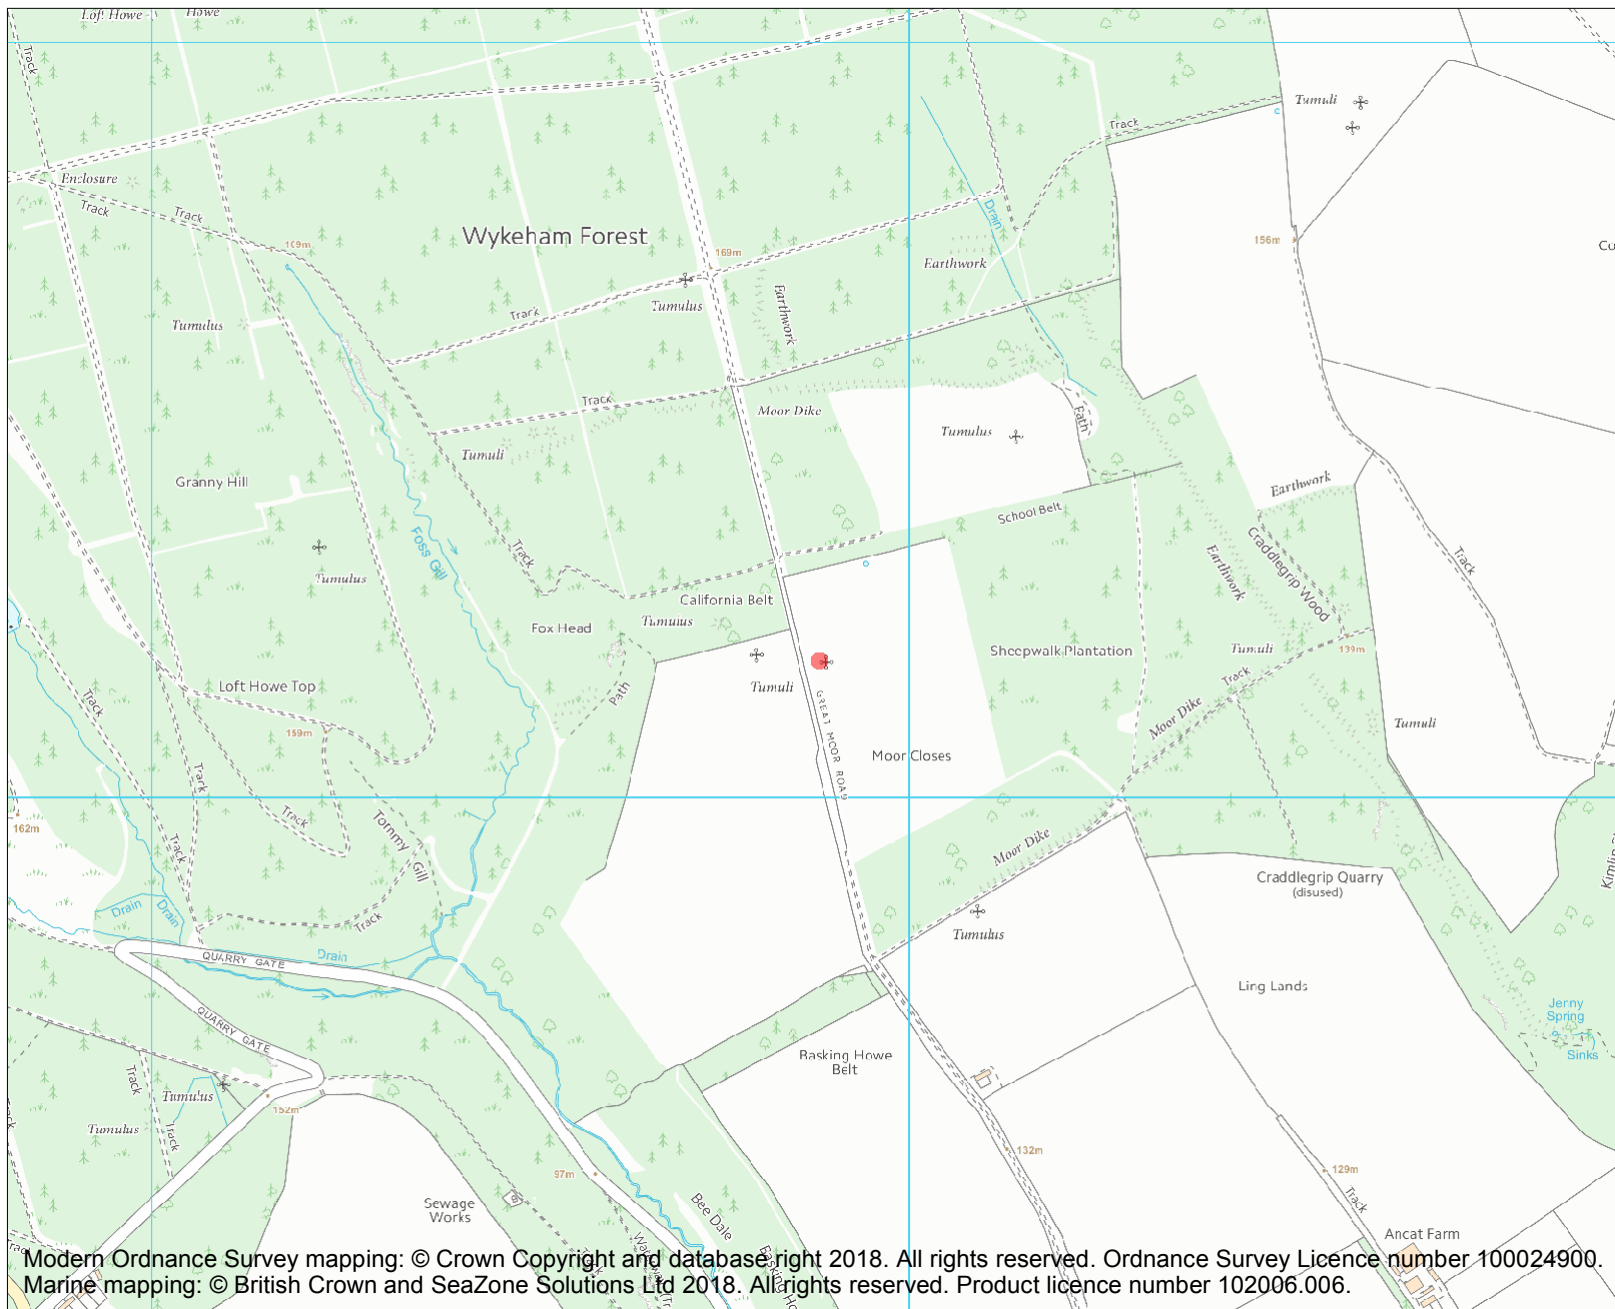 Loft Howe
Howe
Track
Tumuli
Track
Enclosure
Track
Track
Drain
Wykeham Forest
169m
169m
156m
Co
Earthwork
Tumulus
Earthwork
Track
Tumulus
Track
Moor Dike
Path
Tumulus
Tumuli
Granny Hill
Earthwork
School Belt
Foss Gill
Track
Craddlegrip Wood
Track
Tumulus
Earthwork
California Belt
Tumulus
Fox Head
Sheepwalk Plantation
Tumuli
139m
Track
Loft Howe Top
Tumuli
Path
Track
GREAT MOOR ROAD
Moor Dike
Tumuli
159m
Moor Closes
Track
Track
162m
Tommy Gill
Track
Moor Dike
Craddlegrip Quarry
(disused)
Drain
Drain
Track
Tumulus
QUARRY GATE
Drain
Ling Lands
QUARRY GATE
Jenny
Spring
Sinks
Basking Howe
Belt
Track
Tumulus
152m
Tumulus
Track
132m
97m
129m
Track
Sewage
Works
Bee Dale
Ancat Farm
Modern Ordnance Survey mapping: © Crown Copyright and database right 2018. All rights reserved. Ordnance Survey Licence number 100024900.
Marine mapping: © British Crown and SeaZone Solutions Ltd 2018. All rights reserved. Product licence number 102006.006.